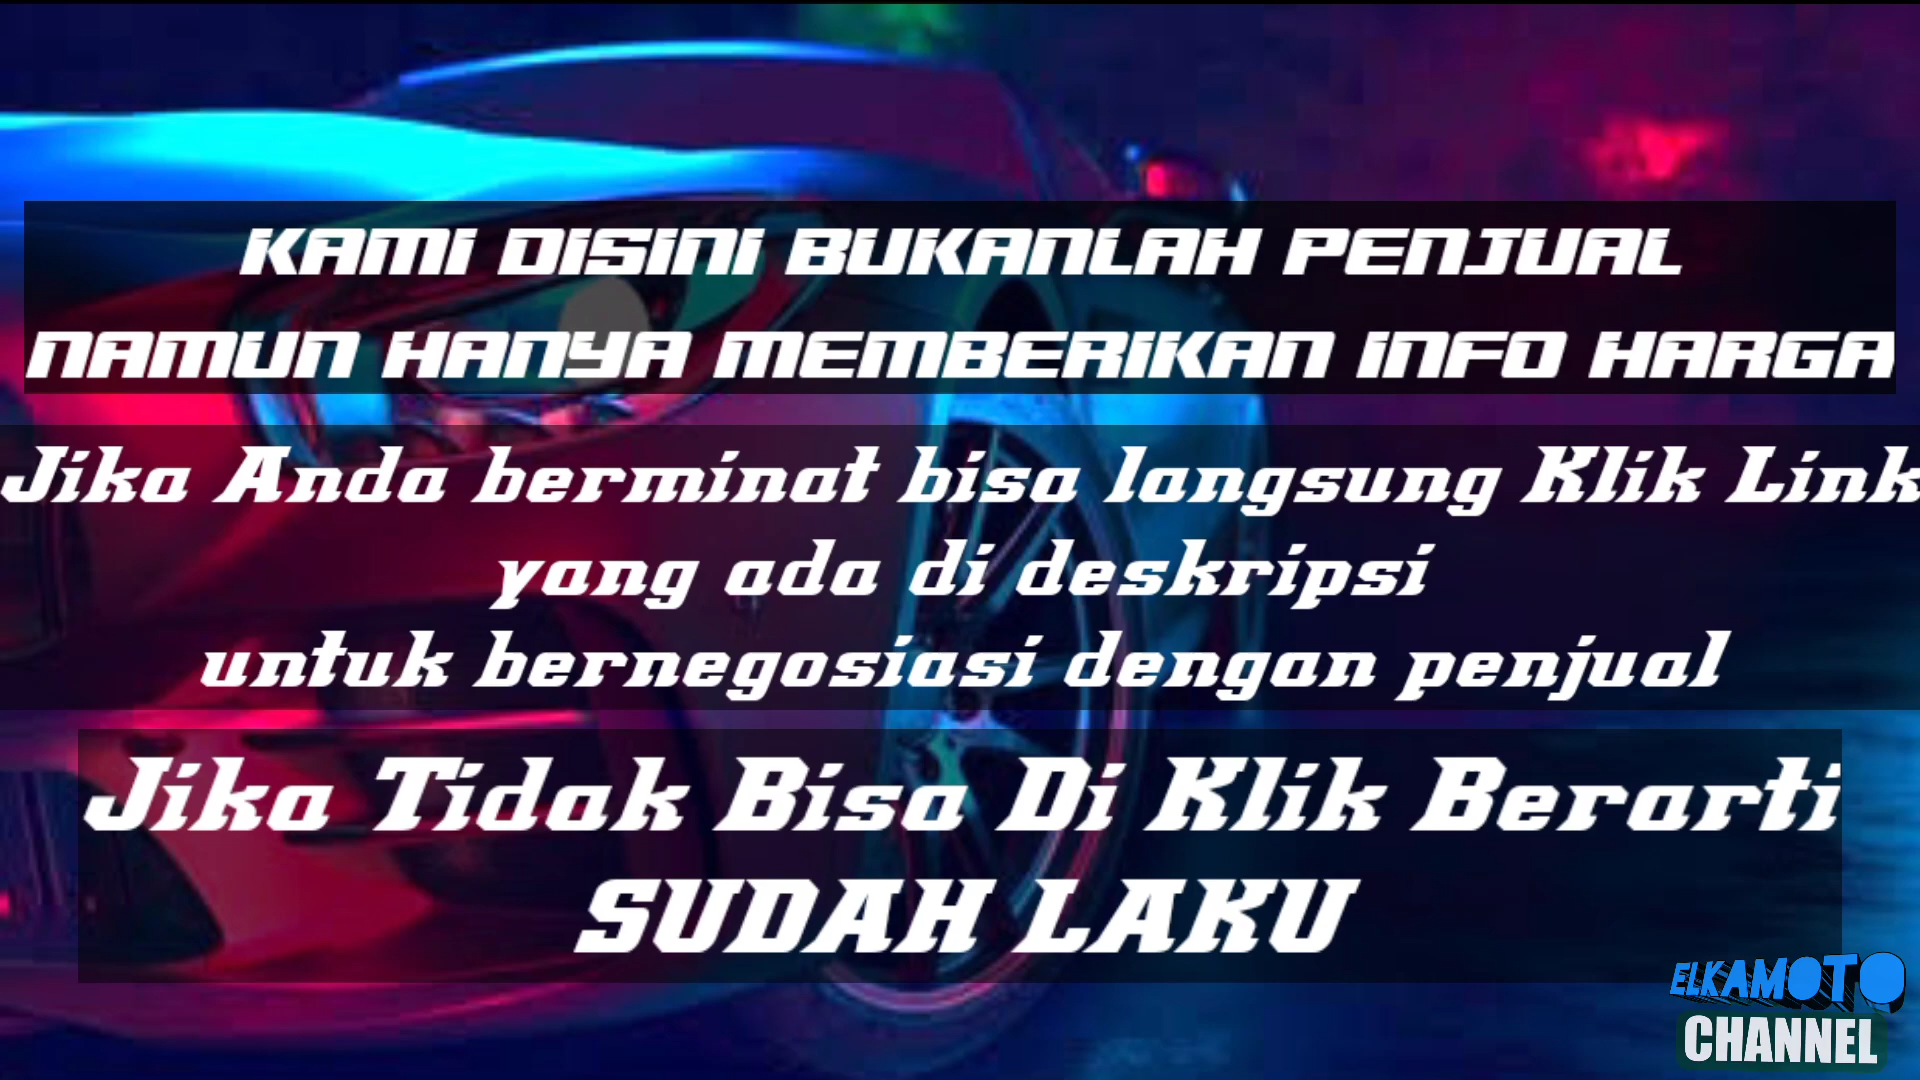 KAMI DISINI BUKANLAH PENJUAL
NAMUN HANYA MEMBERIKAN INFO HARGA
Jika Anda berminat bisa langsung Klik Link
yang ada di deskripsi
untuk bernegosiasi dengan penjual
Jika Tidak Bisa Di Klik Berarti
SUDAH LAKU
ELKAMOTO
CHANNEL